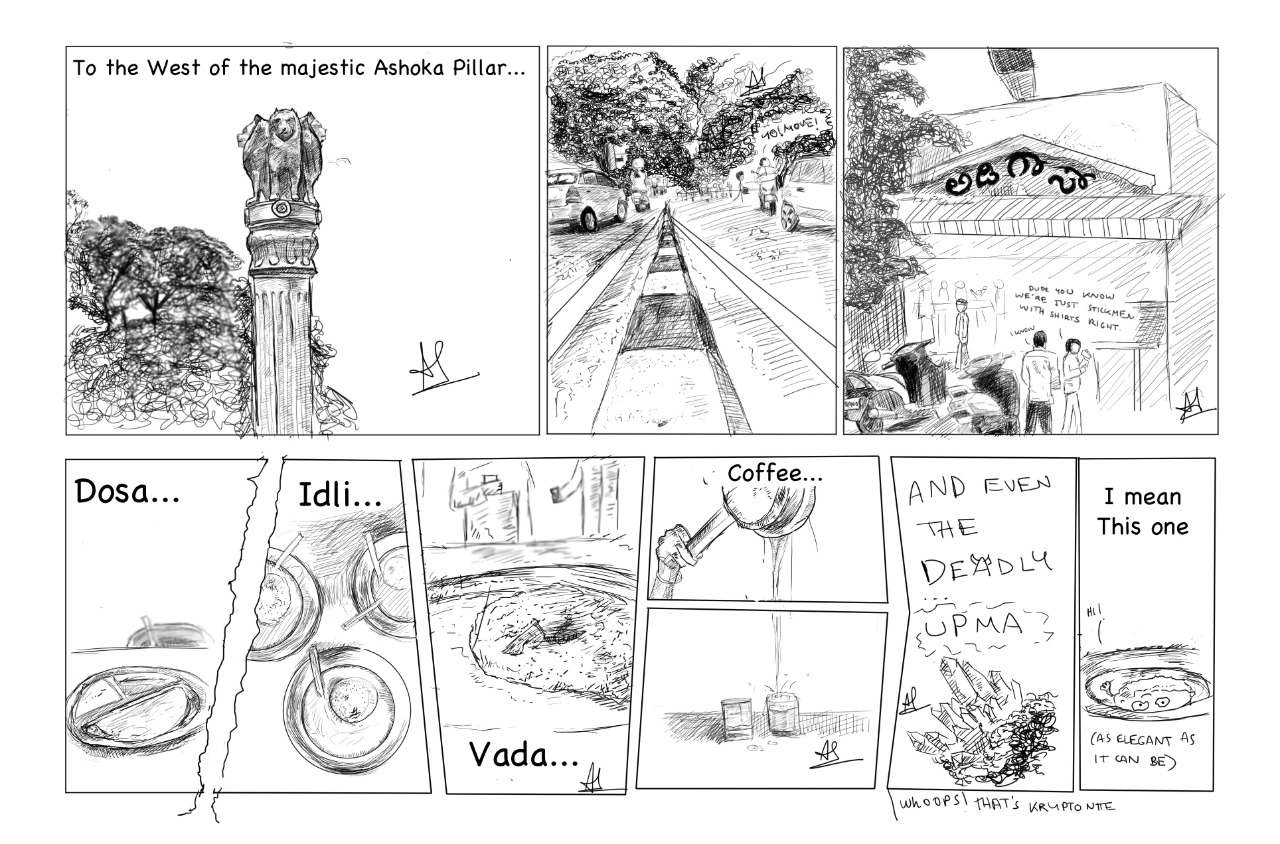 To the West of the majestic Ashoka Pillar...
YO! MOVE!
ಅಡಿಗಾಸ್
DUDE YOU KNOW
WE'RE JUST STICKMEN
WITH SHIRTS RIGHT.
I KNOW
Dosa...
Idli...
Vada...
Coffee...
AND EVEN
THE
DEADLY
...
UPMA
WHOOPS! THAT'S KRYPTONITE
I mean
This one
HI!
(AS ELEGANT AS
IT CAN BE)